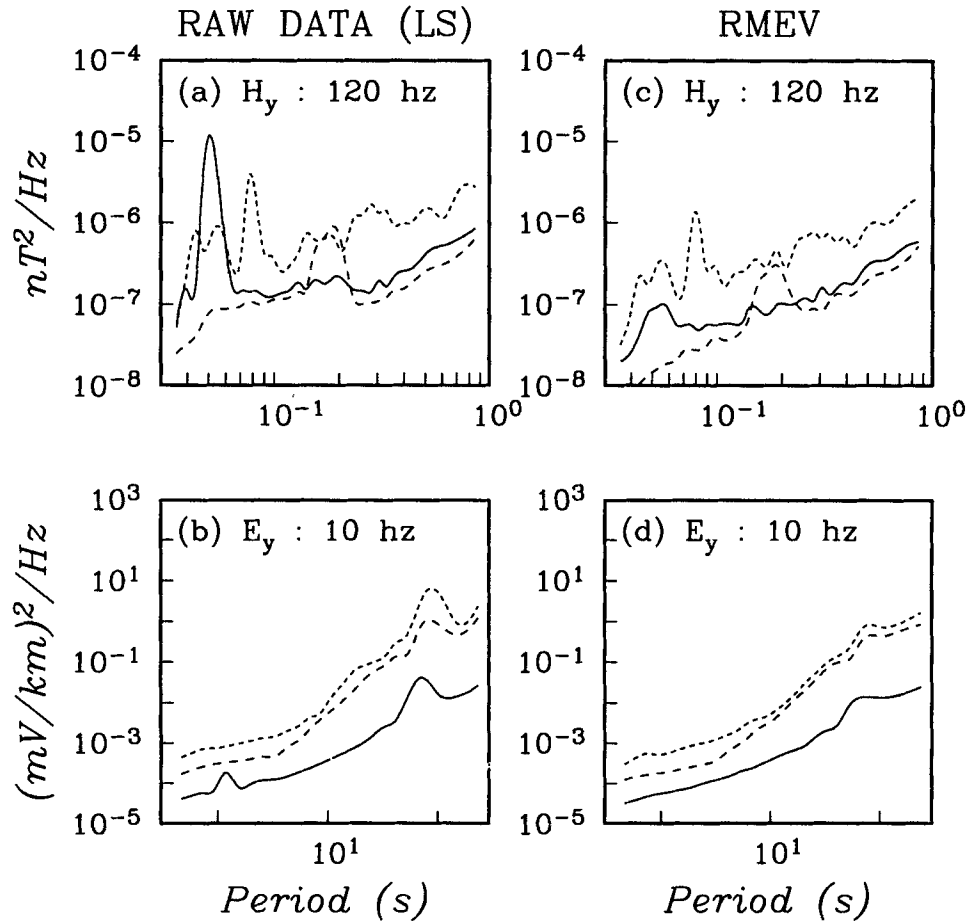 RAW DATA (LS)
RMEV
10^-4
10^-5
10^-6
10^-7
10^-8
nT^2/Hz
(a) H_y : 120 hz
10^-1
10^0
10^-4
10^-5
10^-6
10^-7
10^-8
(c) H_y : 120 hz
10^-1
10^0
10^3
10^1
10^-1
10^-3
10^-5
(mV/km)^2/Hz
(b) E_y : 10 hz
10^1
Period (s)
10^3
10^1
10^-1
10^-3
10^-5
(d) E_y : 10 hz
10^1
Period (s)